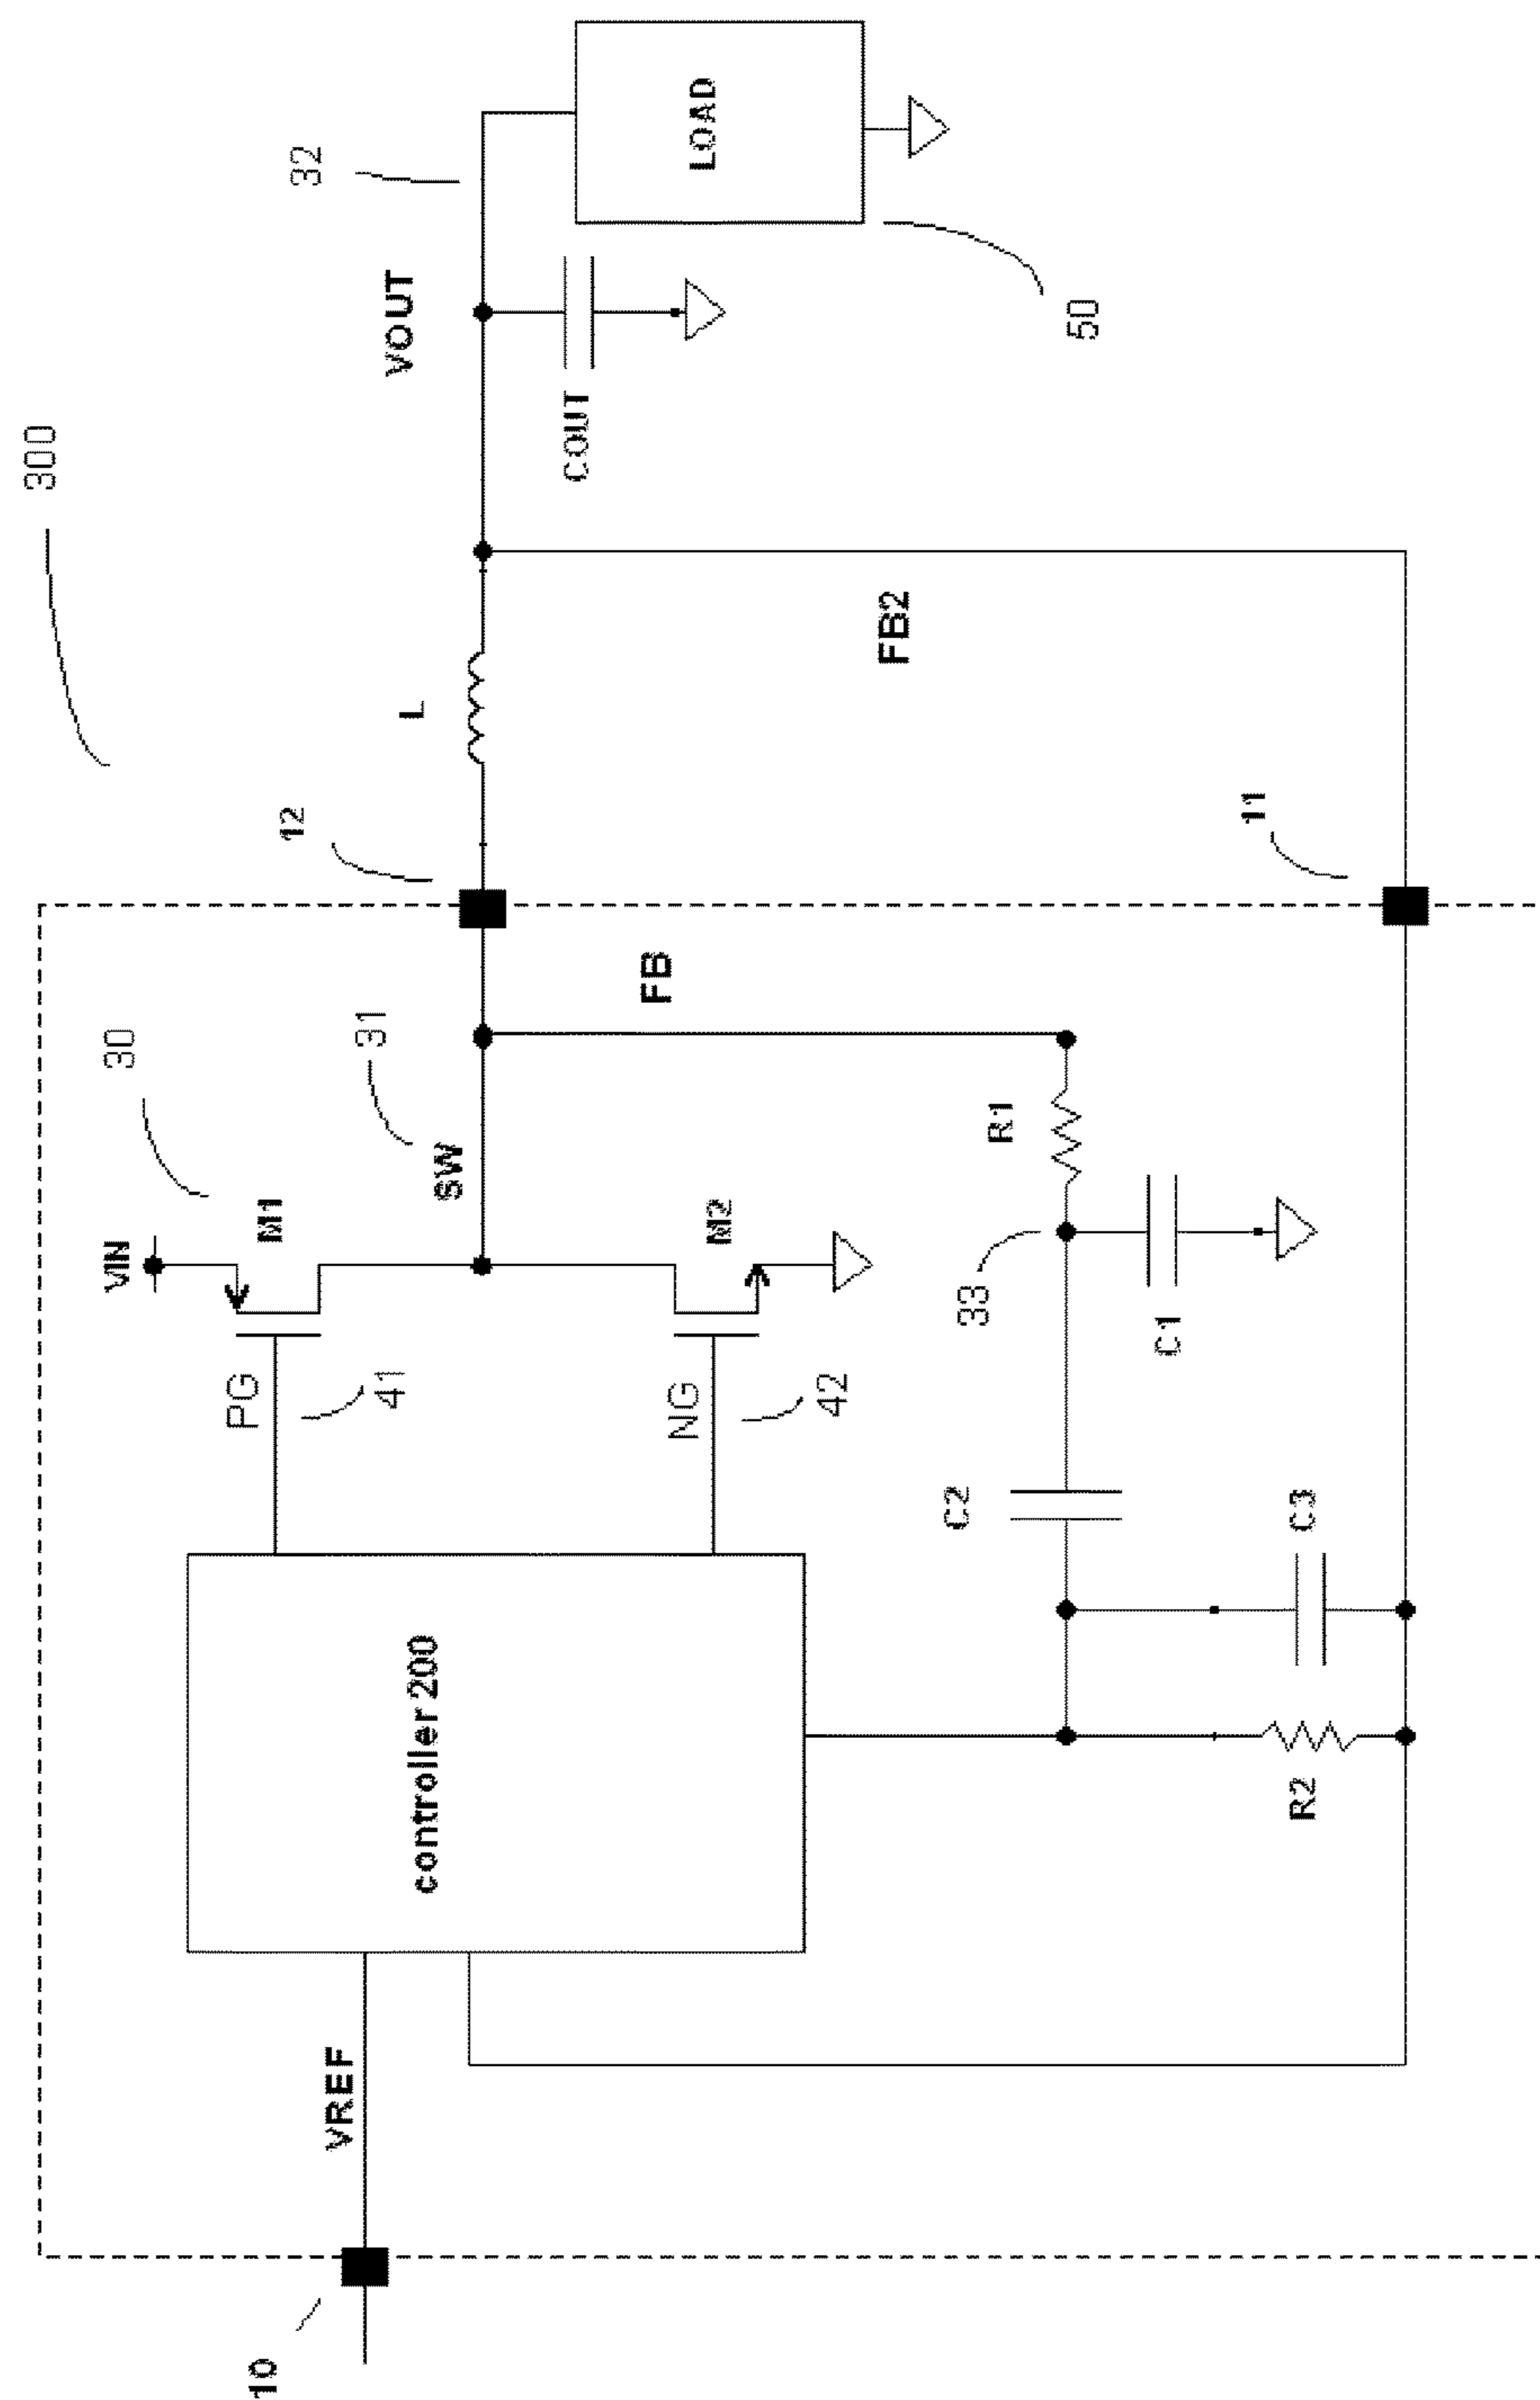 300
10
VREF
controller 200
PG
41
NG
42
VIN
M1
30
M2
SW
31
FB
12
L
VOUT
32
COUT
LOAD
50
FB2
11
R1
33
C1
C2
C3
R2